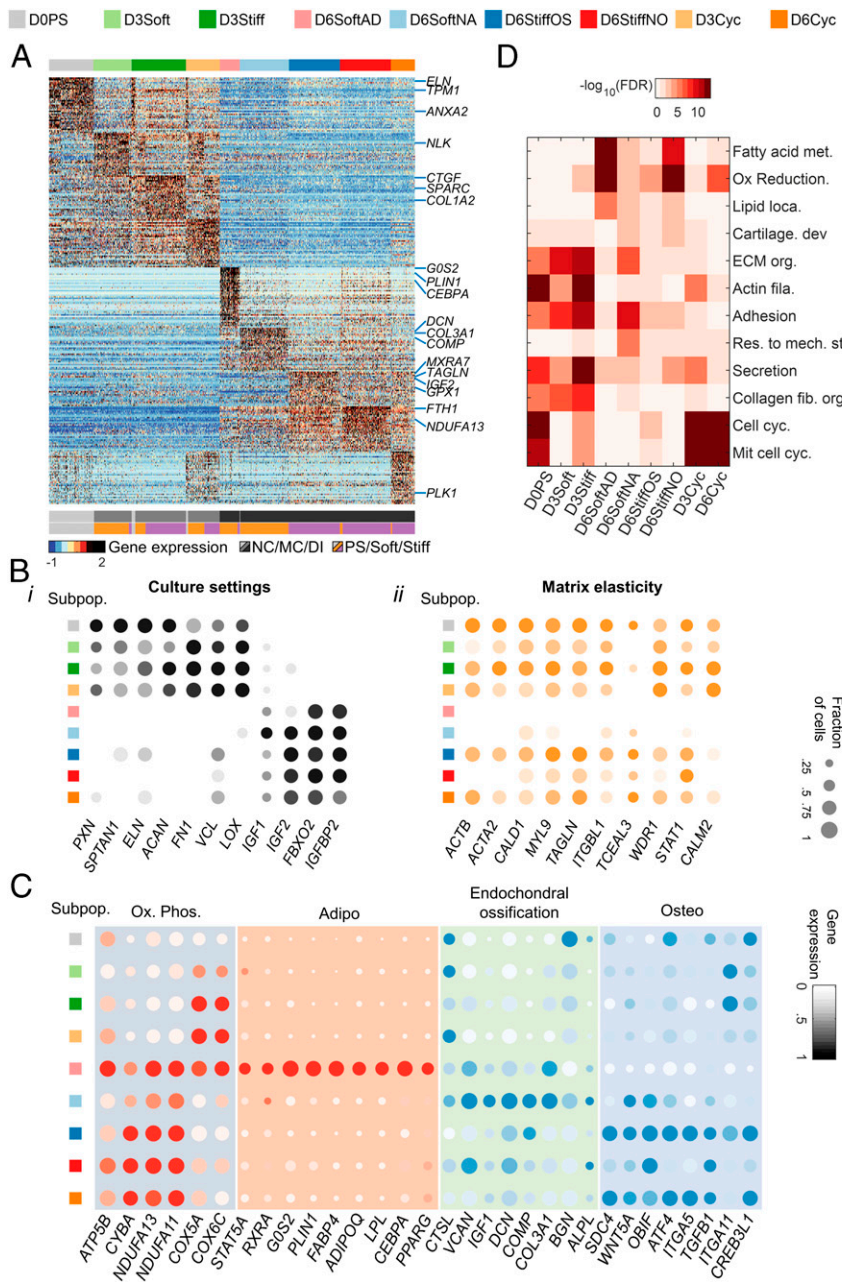 D0PS D3Soft D3Stiff D6SoftAD D6SoftNA D6StiffOS D6StiffNO D3Cyc D6Cyc
A
ELN
TPM1
ANXA2
NLK
CTGF
SPARC
COL1A2
G0S2
PLIN1
CEBPA
DCN
COL3A1
COMP
MXRA7
TAGLN
IGF2
GPX1
FTH1
NDUFA13
PLK1
-1 2 Gene expression NC/MC/DI PS/Soft/Stiff
D
-log10(FDR)
0 5 10
Fatty acid met.
Ox Reduction.
Lipid loca.
Cartilage. dev
ECM org.
Actin fila.
Adhesion
Res. to mech. st
Secretion
Collagen fib. org
Cell cyc.
Mit cell cyc.
D0PS D3Soft D3Stiff D6SoftAD D6SoftNA D6StiffOS D6StiffNO D3Cyc D6Cyc
B
i Culture settings
Subpop.
PXN SPTAN1 ELN ACAN FN1 VCL LOX IGF1 IGF2 FBXO2 IGFBP2
ii Matrix elasticity
Subpop.
ACTB ACTA2 CALD1 MYL9 TAGLN ITGBL1 TCEAL3 WDR1 STAT1 CALM2
Fraction
of cells
.25
.5
.75
1
C
Subpop. Ox. Phos. Adipo Endochondral
ossification Osteo
ATP5B CYBA NDUFA13 NDUFA11 COX5A COX6C STAT5A RXRA G0S2 PLIN1 FABP4 ADIPOQ LPL CEBPA PPARG CTSL VCAN IGF1 DCN COMP COL3A1 BGN ALPL SDC4 WNT5A OBIF ATF4 ITGA5 TGFB1 ITGA11 CREB3L1
Gene
expression
0
.5
1